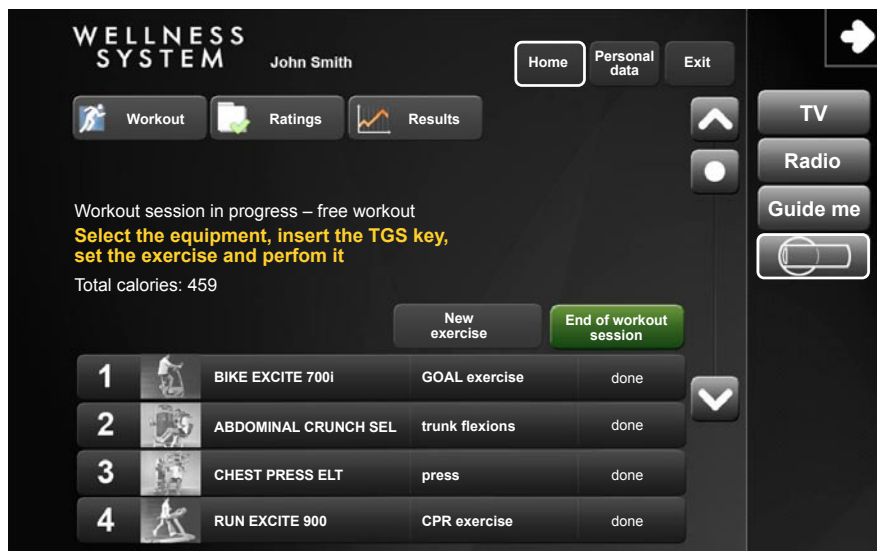 WELLNESS
SYSTEM
John Smith
Home
Personal
data
Exit
Workout
Ratings
Results
TV
Radio
Guide me
Workout session in progress – free workout
Select the equipment, insert the TGS key,
set the exercise and perfom it
Total calories: 459
New
exercise
End of workout
session
1 BIKE EXCITE 700i GOAL exercise done
2 ABDOMINAL CRUNCH SEL trunk flexions done
3 CHEST PRESS ELT press done
4 RUN EXCITE 900 CPR exercise done